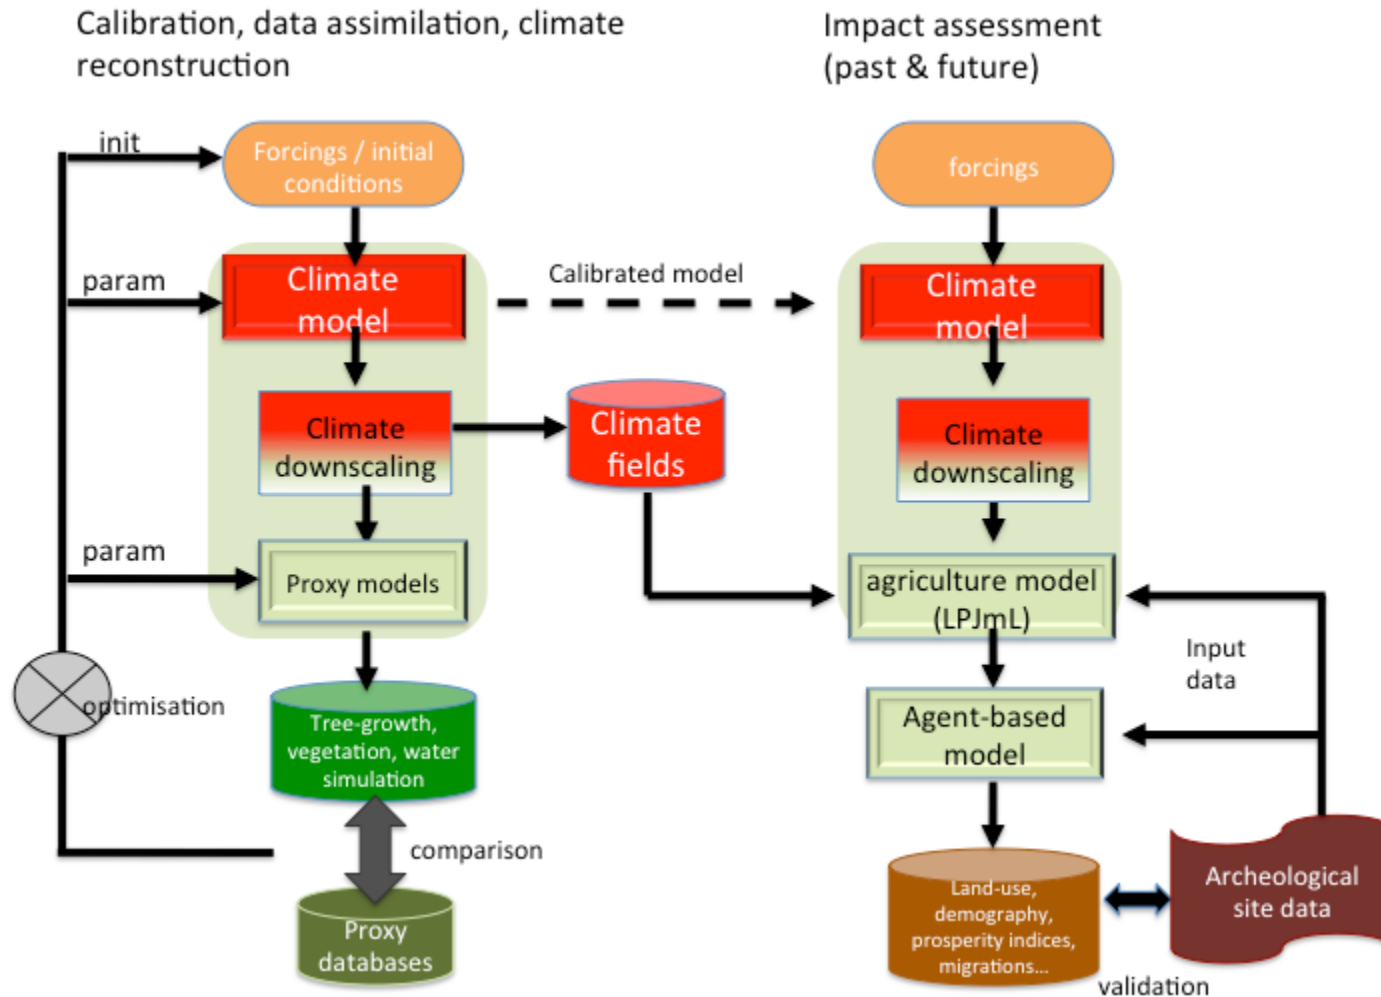 Calibration, data assimilation, climate
reconstruction
Impact assessment
(past & future)
init
Forcings / initial
conditions
forcings
param
Climate
model
Calibrated model
Climate
model
Climate
downscaling
Climate
fields
Climate
downscaling
param
Proxy models
agriculture model
(LPJmL)
Input
data
optimisation
Tree-growth,
vegetation, water
simulation
Agent-based
model
comparison
Proxy
databases
Land-use,
demography,
prosperity indices,
migrations...
Archeological
site data
validation